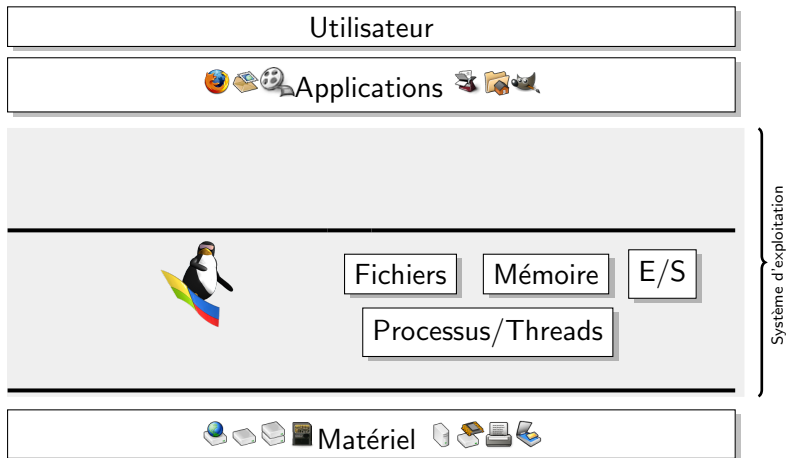 Utilisateur
Applications
Système d'exploitation
Fichiers
Mémoire
E/S
Processus/Threads
Matériel